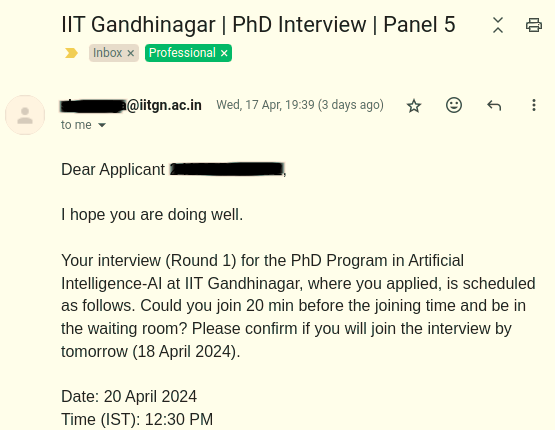 IIT Gandhinagar | PhD Interview | Panel 5
Inbox × Professional ×
a@iitgn.ac.in Wed, 17 Apr, 19:39 (3 days ago)
to me
Dear Applicant ,
I hope you are doing well.
Your interview (Round 1) for the PhD Program in Artificial
Intelligence-AI at IIT Gandhinagar, where you applied, is scheduled
as follows. Could you join 20 min before the joining time and be in
the waiting room? Please confirm if you will join the interview by
tomorrow (18 April 2024).
Date: 20 April 2024
Time (IST): 12:30 PM